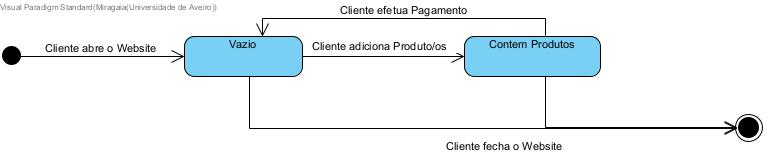 Visual Paradigm Standard(Miragaia(Universidade de Aveiro))
Cliente efetua Pagamento
Cliente abre o Website
Vazio
Cliente adiciona Produto/os
Contem Produtos
Cliente fecha o Website